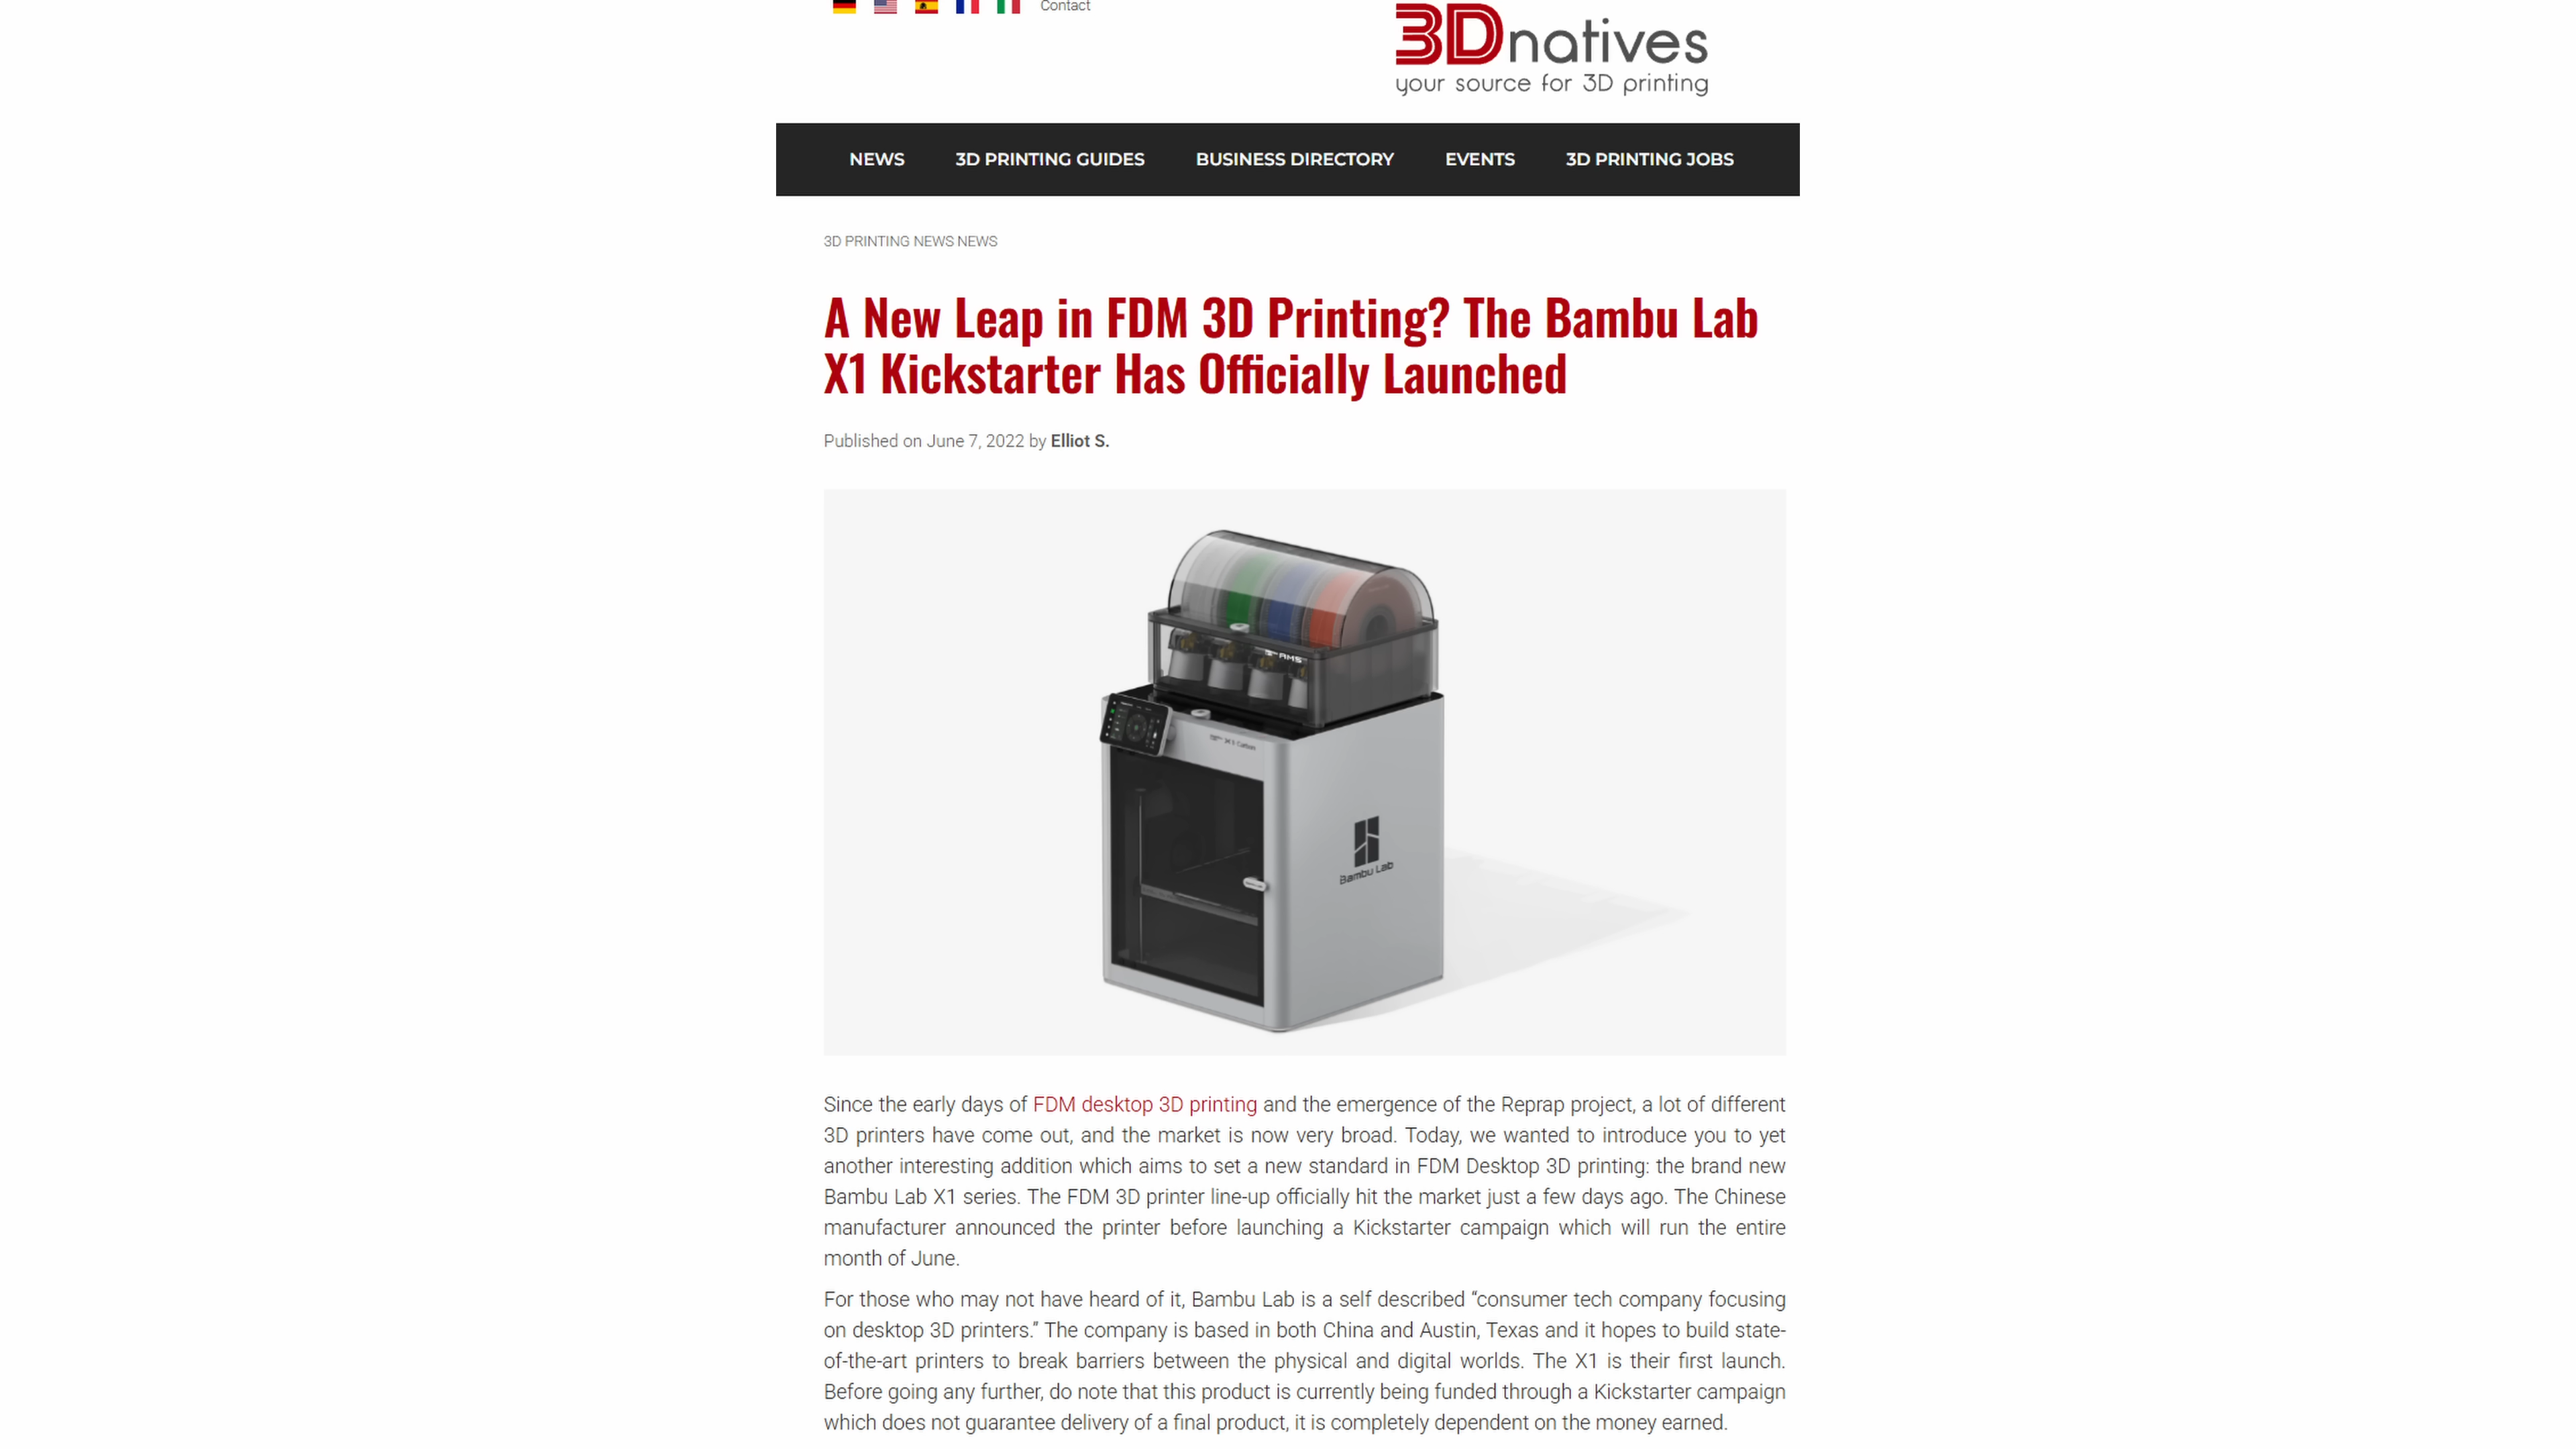 Contact
3Dnatives
your source for 3D printing
NEWS 3D PRINTING GUIDES BUSINESS DIRECTORY EVENTS 3D PRINTING JOBS
3D PRINTING NEWS NEWS
A New Leap in FDM 3D Printing? The Bambu Lab
X1 Kickstarter Has Officially Launched
Published on June 7, 2022 by Elliot S.
AMS
X1 Carbon
Bambu Lab
Since the early days of FDM desktop 3D printing and the emergence of the Reprap project, a lot of different
3D printers have come out, and the market is now very broad. Today, we wanted to introduce you to yet
another interesting addition which aims to set a new standard in FDM Desktop 3D printing: the brand new
Bambu Lab X1 series. The FDM 3D printer line-up officially hit the market just a few days ago. The Chinese
manufacturer announced the printer before launching a Kickstarter campaign which will run the entire
month of June.
For those who may not have heard of it, Bambu Lab is a self described “consumer tech company focusing
on desktop 3D printers.” The company is based in both China and Austin, Texas and it hopes to build state-
of-the-art printers to break barriers between the physical and digital worlds. The X1 is their first launch.
Before going any further, do note that this product is currently being funded through a Kickstarter campaign
which does not guarantee delivery of a final product, it is completely dependent on the money earned.